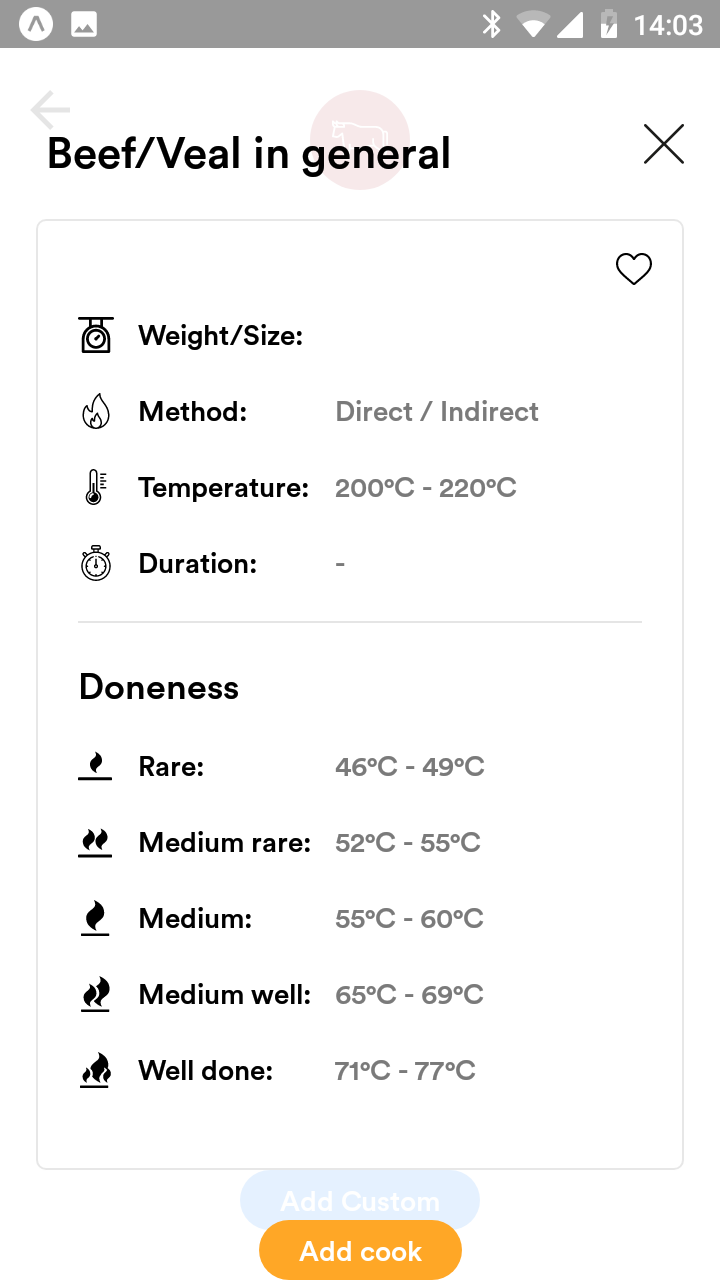 14:03
Beef/Veal in general
Weight/Size:
Method: Direct / Indirect
Temperature: 200°C - 220°C
Duration: -
Doneness
Rare: 46°C - 49°C
Medium rare: 52°C - 55°C
Medium: 55°C - 60°C
Medium well: 65°C - 69°C
Well done: 71°C - 77°C
Add Custom
Add cook